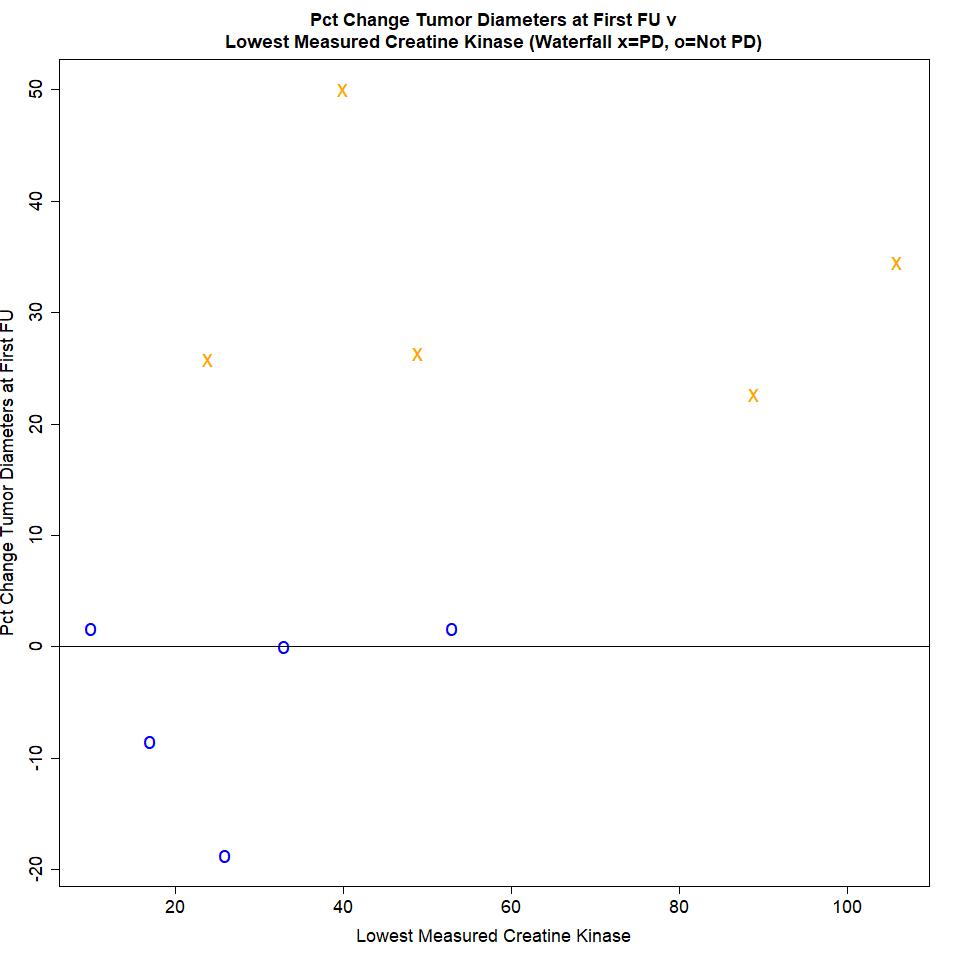 Pct Change Tumor Diameters at First FU v
Lowest Measured Creatine Kinase (Waterfall x=PD, o=Not PD)
Pct Change Tumor Diameters at First FU
50
40
30
20
10
0
-10
-20
X
X
X
X
X
O
O
O
O
O
20
40
60
80
100
Lowest Measured Creatine Kinase